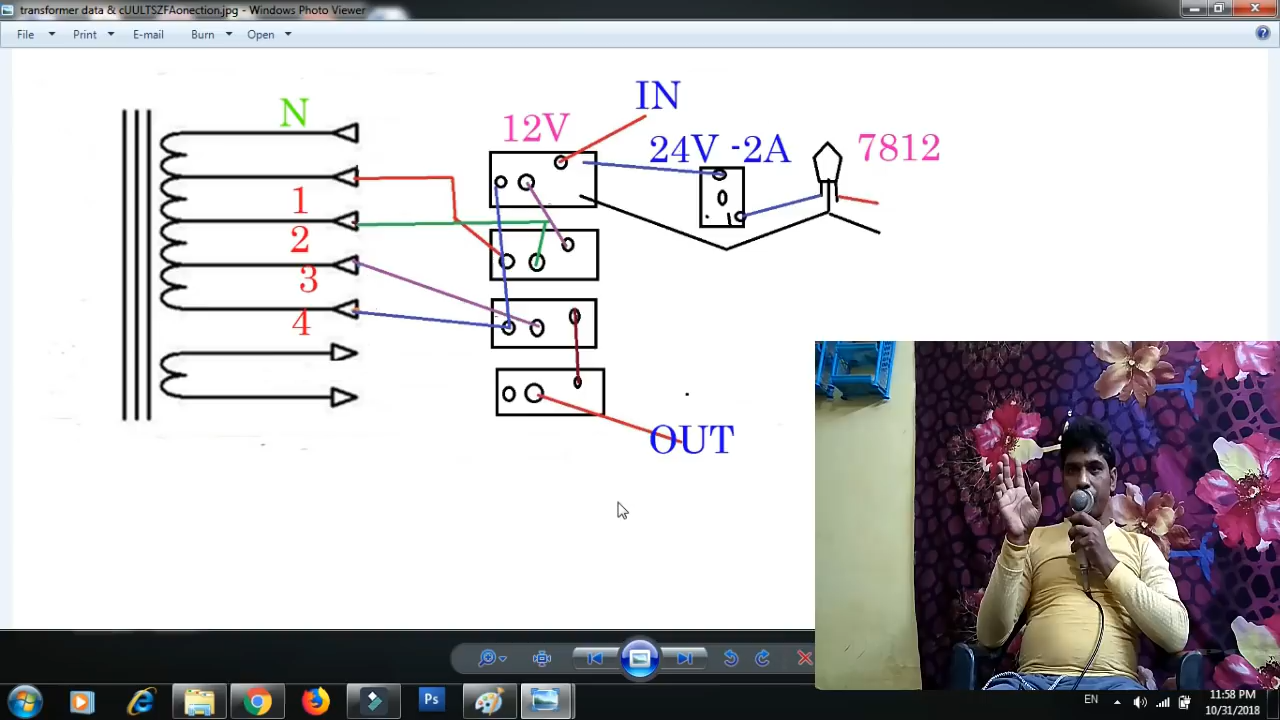 transformer data & cUULTSZFAonection.jpg - Windows Photo Viewer
File Print E-mail Burn Open
N
1
2
3
4
12V
IN
24V -2A
7812
OUT
Ps
EN
11:58 PM
10/31/2018